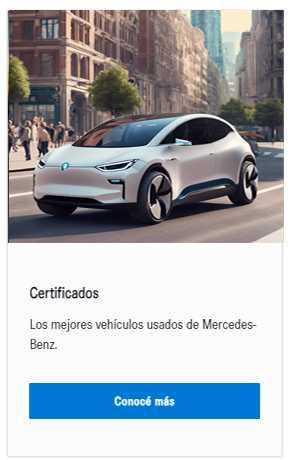 Certificados
Los mejores vehículos usados de Mercedes-
Benz.
Conocé más